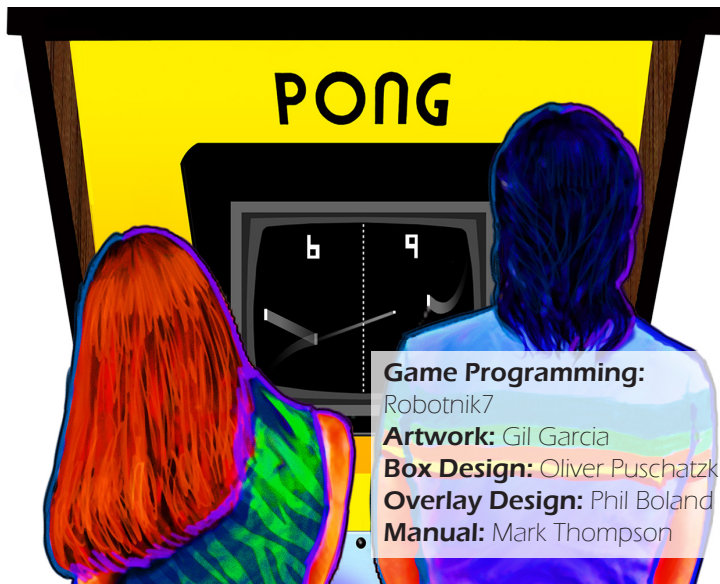 PONG
6 9
Game Programming:
Robotnik7
Artwork: Gil Garcia
Box Design: Oliver Puschatzk
Overlay Design: Phil Boland
Manual: Mark Thompson